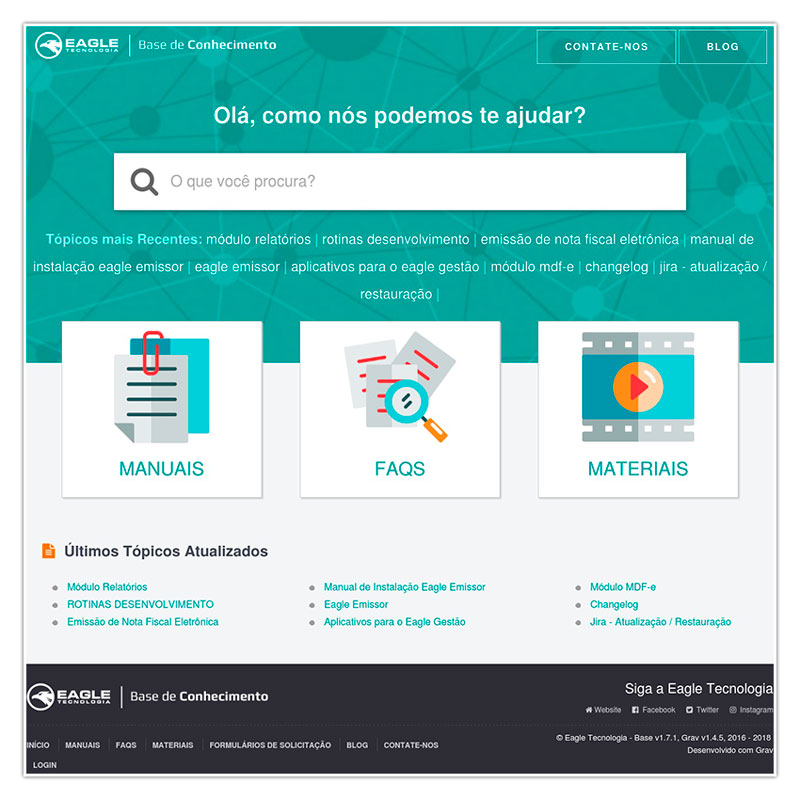 EAGLE
TECNOLOGIA
Base de Conhecimento
CONTATE-NOS
BLOG
Olá, como nós podemos te ajudar?
O que você procura?
Tópicos mais Recentes: módulo relatórios | rotinas desenvolvimento | emissão de nota fiscal eletrônica | manual de
instalação eagle emissor | eagle emissor | aplicativos para o eagle gestão | módulo mdf-e | changelog | jira - atualização /
restauração |
MANUAIS
FAQS
MATERIAIS
Últimos Tópicos Atualizados
Módulo Relatórios
ROTINAS DESENVOLVIMENTO
Emissão de Nota Fiscal Eletrônica
Manual de Instalação Eagle Emissor
Eagle Emissor
Aplicativos para o Eagle Gestão
Módulo MDF-e
Changelog
Jira - Atualização / Restauração
EAGLE
TECNOLOGIA
Base de Conhecimento
Siga a Eagle Tecnologia
Website Facebook Twitter Instagram
INÍCIO MANUAIS FAQS MATERIAIS FORMULÁRIOS DE SOLICITAÇÃO BLOG CONTATE-NOS
LOGIN
© Eagle Tecnologia - Base v1.7.1, Grav v1.4.5, 2016 - 2018
Desenvolvido com Grav